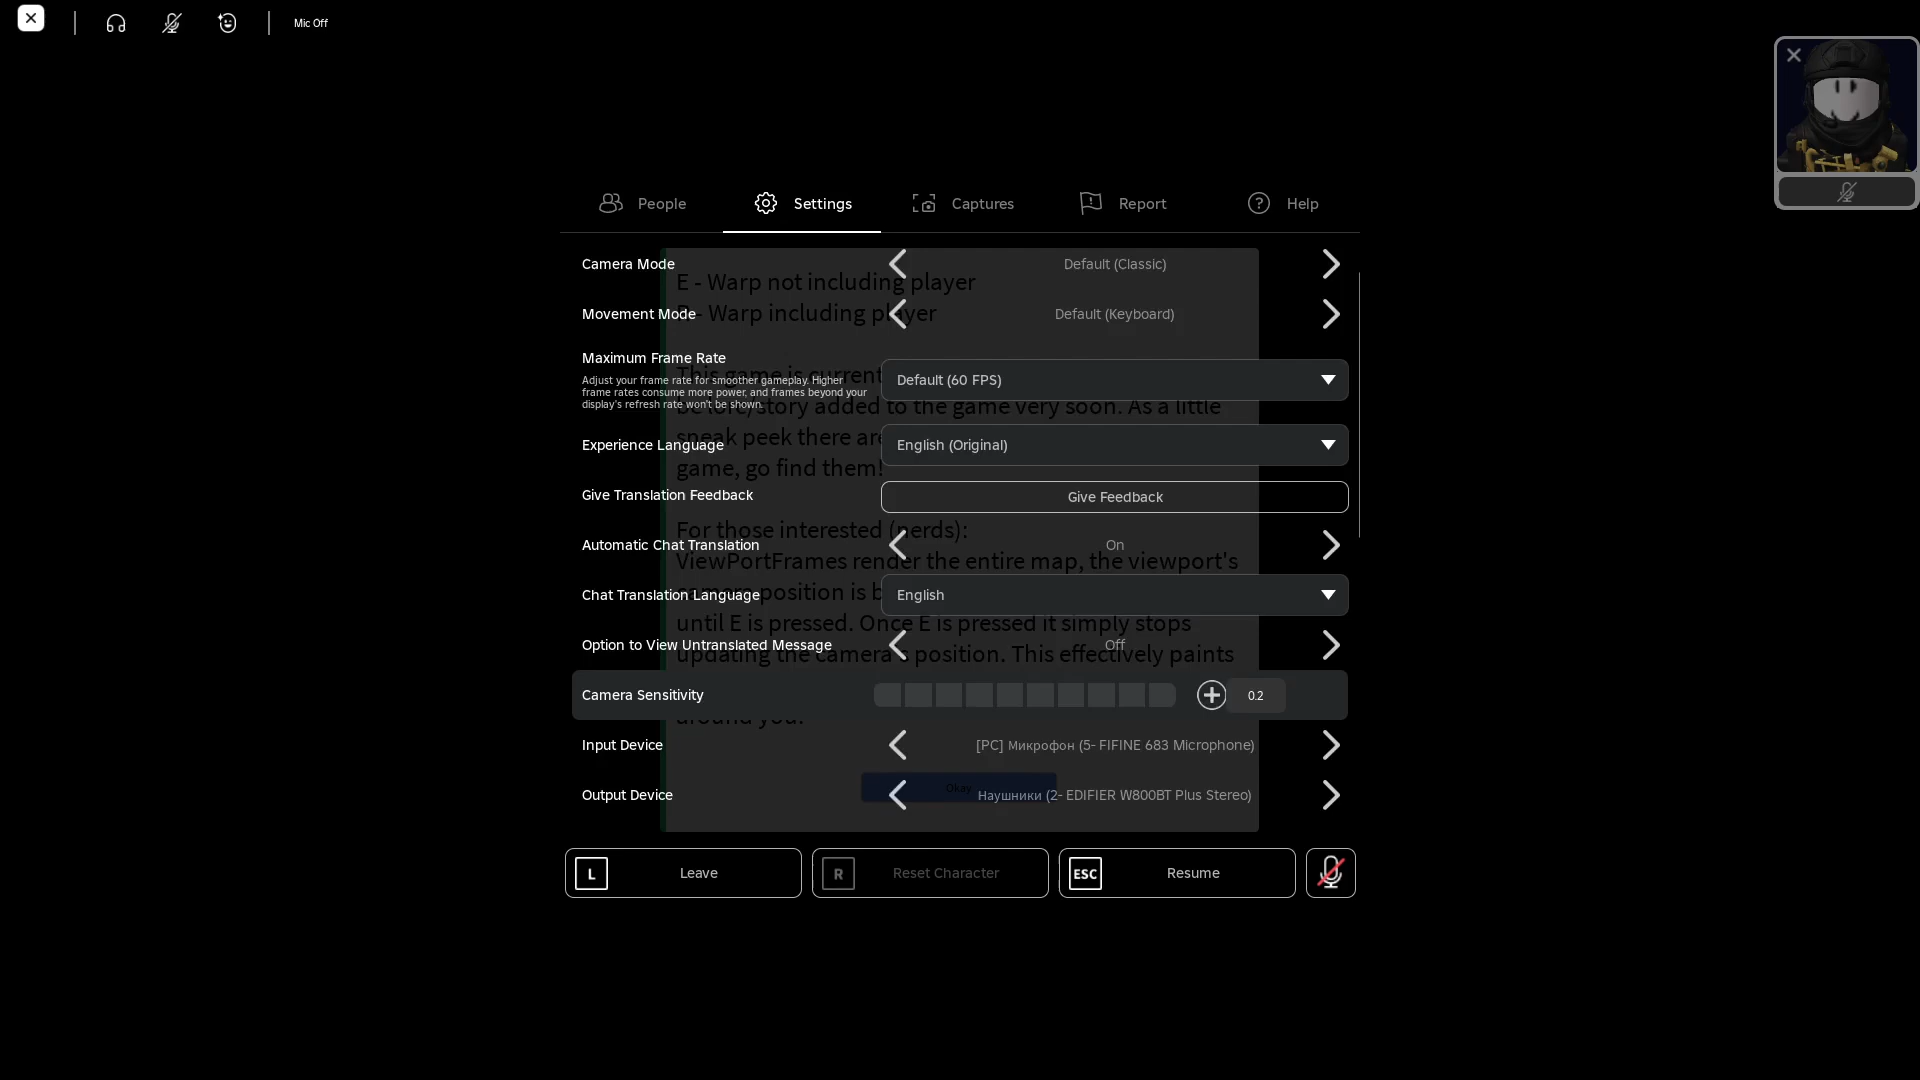 Mic Off
People
Settings
Captures
Report
Help
Camera Mode
Default (Classic)
Movement Mode
Default (Keyboard)
Maximum Frame Rate
Adjust your frame rate for smoother gameplay. Higher
frame rates consume more power, and frames beyond your
display's refresh rate won't be shown.
Default (60 FPS)
Experience Language
English (Original)
Give Translation Feedback
Give Feedback
Automatic Chat Translation
On
Chat Translation Language
English
Option to View Untranslated Message
Off
Camera Sensitivity
0.2
Input Device
[PC] Микрофон (5- FIFINE 683 Microphone)
Output Device
Наушники (2- EDIFIER W800BT Plus Stereo)
L
Leave
R
Reset Character
ESC
Resume
E - Warp not including player
- Warp including player
This game is current
be lore/story added to the game very soon. As a little
sneak peek there are
game, go find them!
For those interested (nerds):
ViewPortFrames render the entire map, the viewport's
position is b
until E is pressed. Once E is pressed it simply stops
updating the camera's position. This effectively paints
around you.
Okay